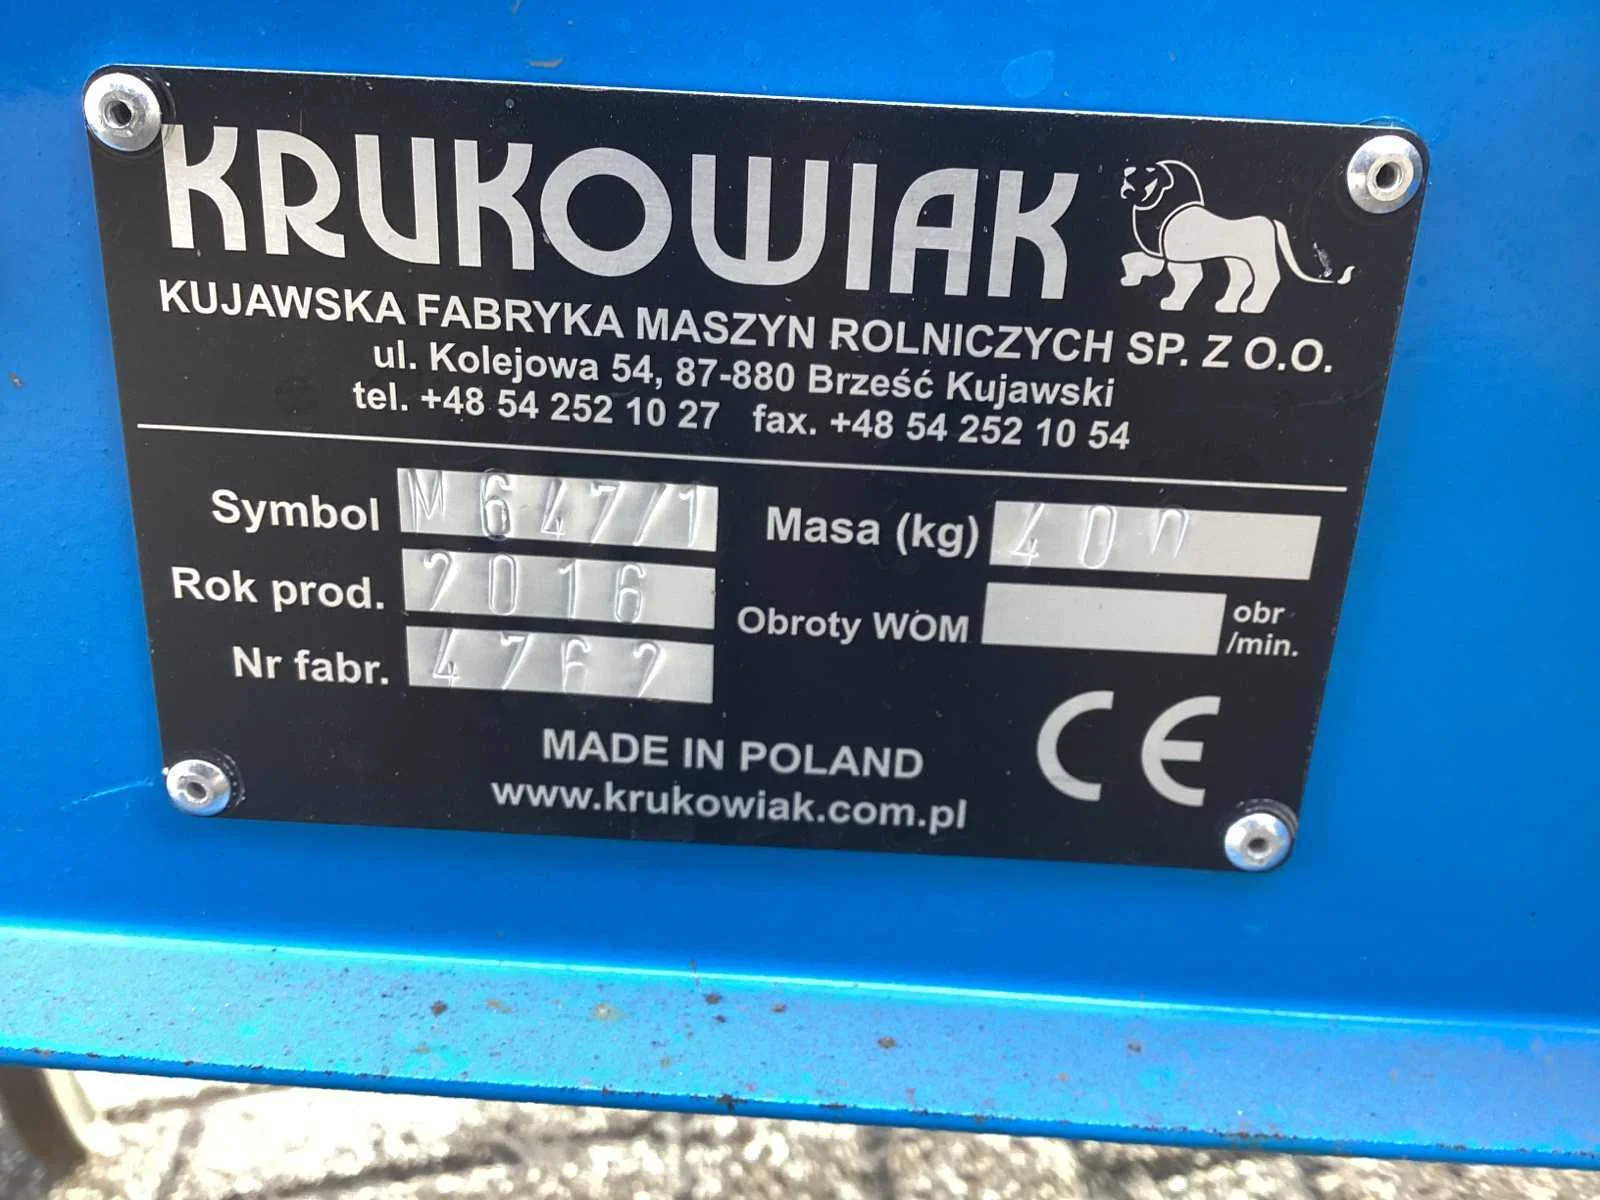 KRUKOWIAK
KUJAWSKA FABRYKA MASZYN ROLNICZYCH SP. Z O.O.
ul. Kolejowa 54, 87-880 Brześć Kujawski
tel. +48 54 252 10 27 fax. +48 54 252 10 54
Symbol M 647/1 Masa (kg) 400
Rok prod. 2016 Obroty WOM obr /min.
Nr fabr. 4762
MADE IN POLAND CE
www.krukowiak.com.pl